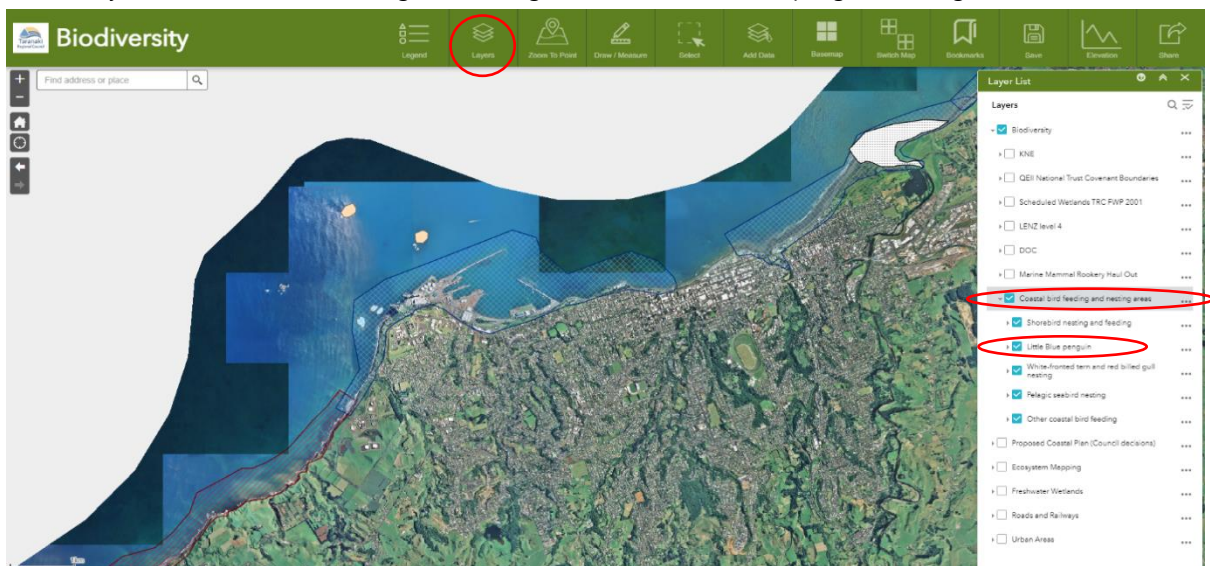 Taranaki
Regional Council
Biodiversity
Legend
Layers
Zoom To Point
Draw / Measure
Select
Add Data
Basemap
Switch Map
Bookmarks
Save
Elevation
Share
Find address or place
Layer List
Layers
Biodiversity
KNE
QEII National Trust Covenant Boundaries
Scheduled Wetlands TRC FWP 2001
LENZ level 4
DOC
Marine Mammal Rookery Haul Out
Coastal bird feeding and nesting areas
Shorebird nesting and feeding
Little Blue penguin
White-fronted tern and red billed gull
nesting
Pelagic seabird nesting
Other coastal bird feeding
Proposed Coastal Plan (Council decisions)
Ecosystem Mapping
Freshwater Wetlands
Roads and Railways
Urban Areas
1km